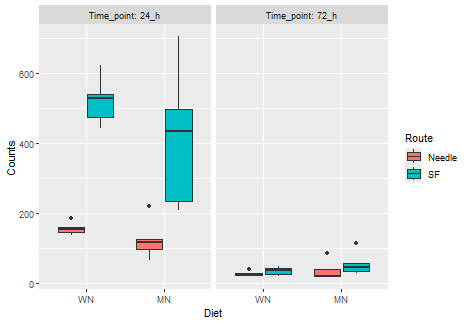 Time_point: 24_h Time_point: 72_h
Counts
600
400
200
0
WN MN WN MN
Diet
Route
Needle
SF